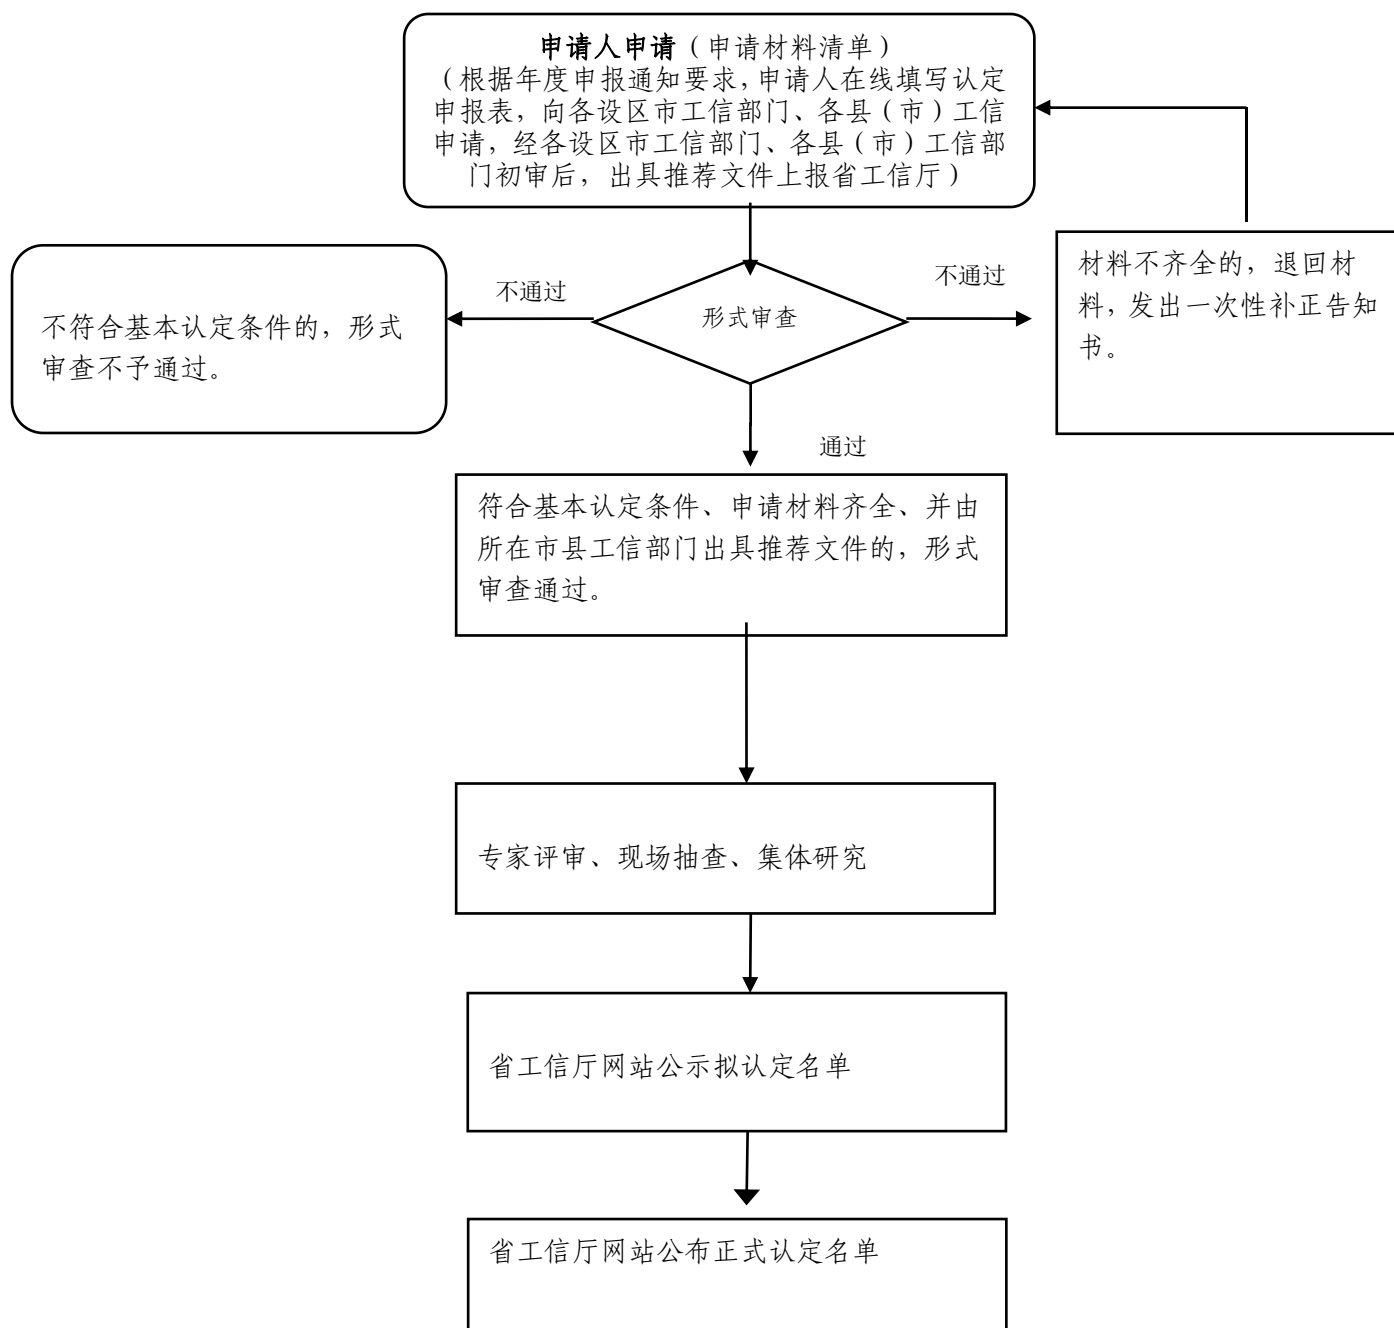 申请人申请（申请材料清单）
（根据年度申报通知要求，申请人在线填写认定
申报表，向各设区市工信部门、各县（市）工信
申请，经各设区市工信部门、各县（市）工信部
门初审后，出具推荐文件上报省工信厅）
不通过
不通过
形式审查
不符合基本认定条件的，形式
审查不予通过。
材料不齐全的，退回材
料，发出一次性补正告知
书。
通过
符合基本认定条件、申请材料齐全、并由
所在市县工信部门出具推荐文件的，形式
审查通过。
专家评审、现场抽查、集体研究
省工信厅网站公示拟认定名单
省工信厅网站公布正式认定名单